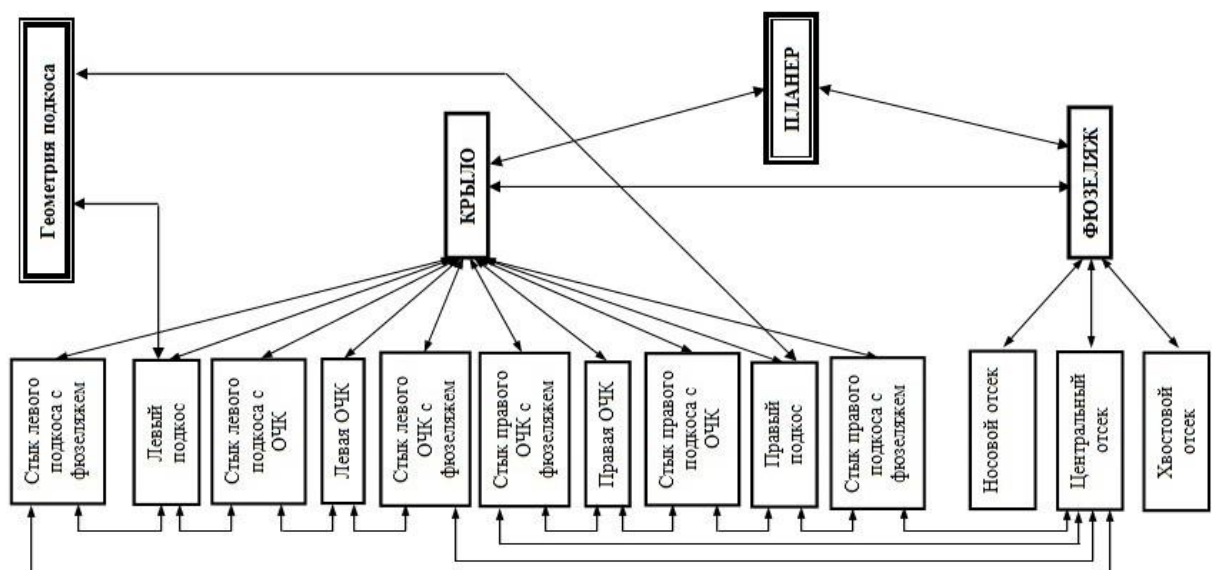 Геометрия подкоса
ПЛАНЕР
КРЫЛО
ФЮЗЕЛЯЖ
Стык левого
подкоса с
фюзеляжем
Левый
подкос
Стык левого
подкоса с
ОЧК
Левая ОЧК
Стык левого
ОЧК с
фюзеляжем
Стык правого
ОЧК с
фюзеляжем
Правая ОЧК
Стык правого
подкоса с
ОЧК
Правый
подкос
Стык правого
подкоса с
фюзеляжем
Носовой отсек
Центральный
отсек
Хвостовой
отсек